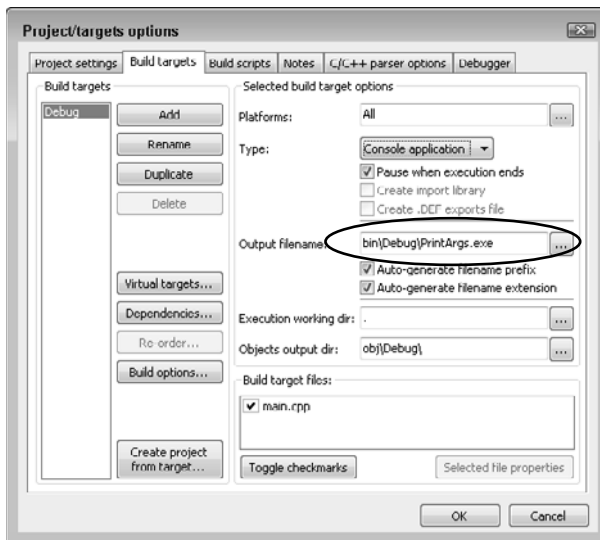 Project/targets options
Project settings
Build targets
Build scripts
Notes
C/C++ parser options
Debugger
Build targets
Debug
Add
Rename
Duplicate
Delete
Virtual targets...
Dependencies...
Re-order...
Build options...
Create project
from target...
Selected build target options
Platforms:
All
...
Type:
Console application
Pause when execution ends
Create import library
Create .DEF exports file
Output filename:
bin\Debug\PrintArgs.exe
...
Auto-generate filename prefix
Auto-generate filename extension
Execution working dir:
.
...
Objects output dir:
obj\Debug\
...
Build target files:
main.cpp
Toggle checkmarks
Selected file properties
OK
Cancel